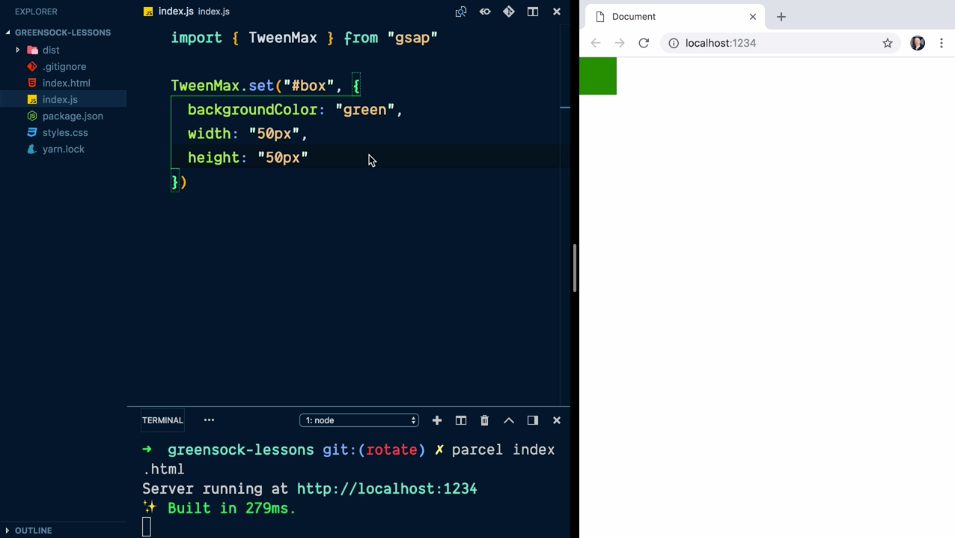 EXPLORER
GREENSOCK-LESSONS
dist
.gitignore
index.html
index.js
package.json
styles.css
yarn.lock
OUTLINE
index.js index.js
import { TweenMax } from "gsap"
TweenMax.set("#box", {
backgroundColor: "green",
width: "50px",
height: "50px"
})
TERMINAL
1: node
➜ greensock-lessons git:(rotate) ✗ parcel index
.html
Server running at http://localhost:1234
✨ Built in 279ms.
Document
localhost:1234